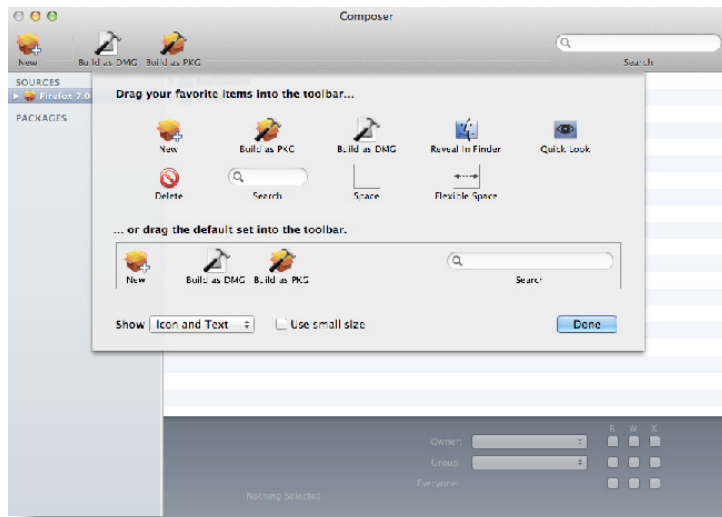 Composer
New Build as DMG Build as PKG Search
SOURCES
Firefox 7.0
PACKAGES
Drag your favorite items into the toolbar...
New Build as PKG Build as DMG Reveal In Finder Quick Look
Delete Search Space Flexible Space
... or drag the default set into the toolbar.
New Build as DMG Build as PKG Search
Show Icon and Text Use small size Done
R W X
Owner:
Group:
Everyone:
Nothing Selected